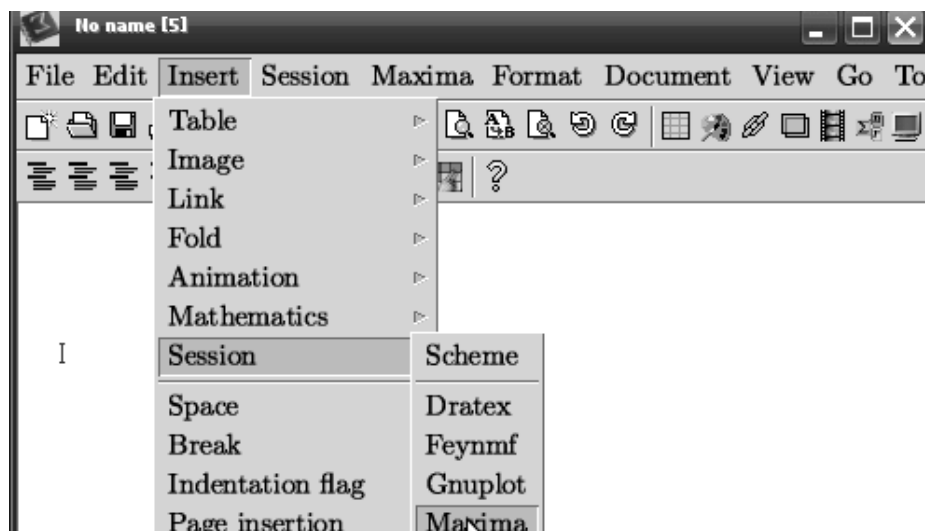 No name [5]
File Edit Insert Session Maxima Format Document View Go To
Table
Image
Link
Fold
Animation
Mathematics
Session
Scheme
Space
Dratex
Break
Feynmf
Indentation flag
Gnuplot
Page insertion
Maxima